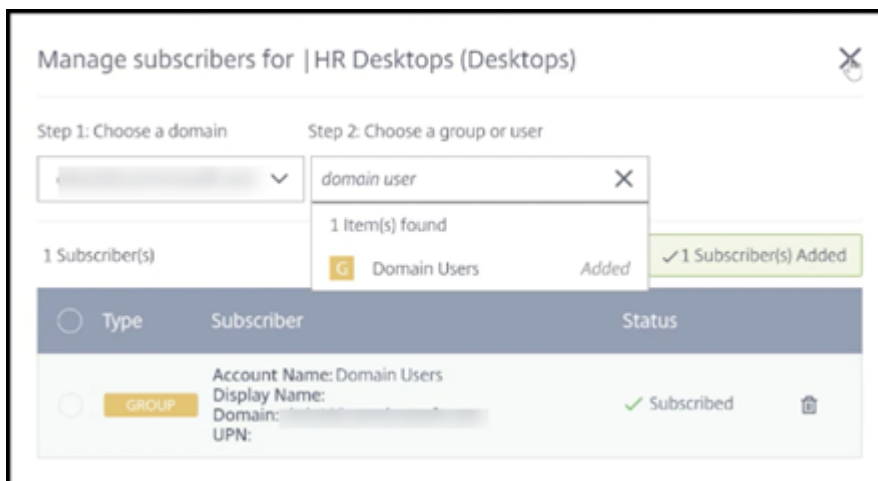 Manage subscribers for |HR Desktops (Desktops)
Step 1: Choose a domain
Step 2: Choose a group or user
domain user
1 Item(s) found
G Domain Users Added
1 Subscriber(s)
1 Subscriber(s) Added
Type Subscriber Status
GROUP
Account Name: Domain Users
Display Name:
Domain:
UPN:
Subscribed